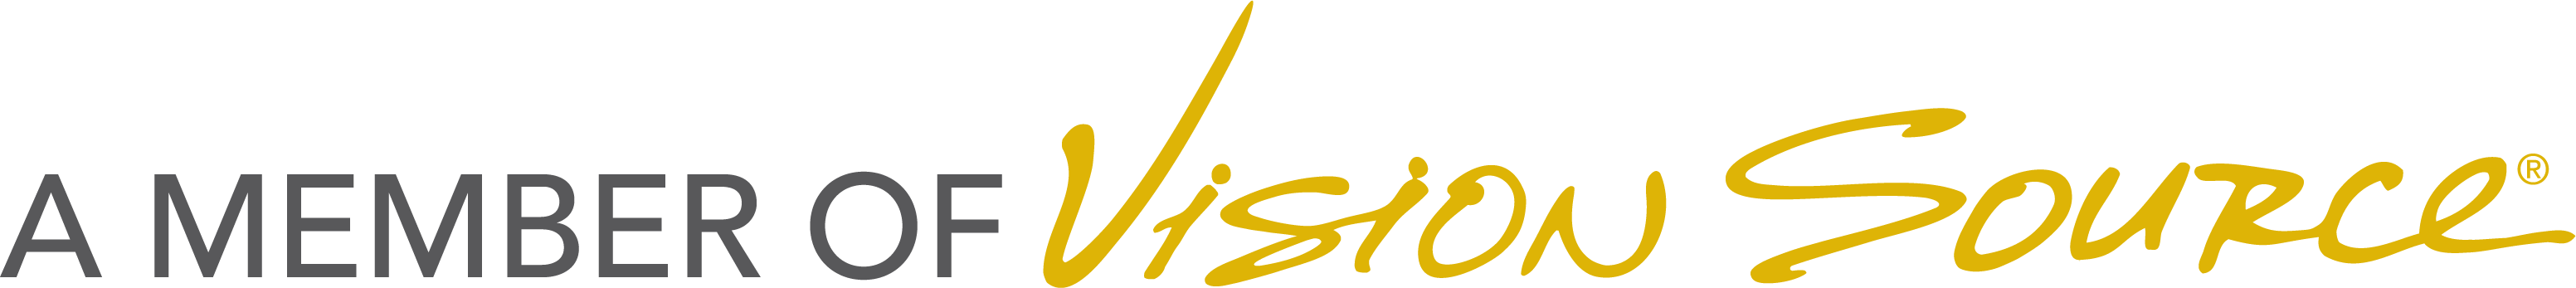 A MEMBER OF Vision Source®